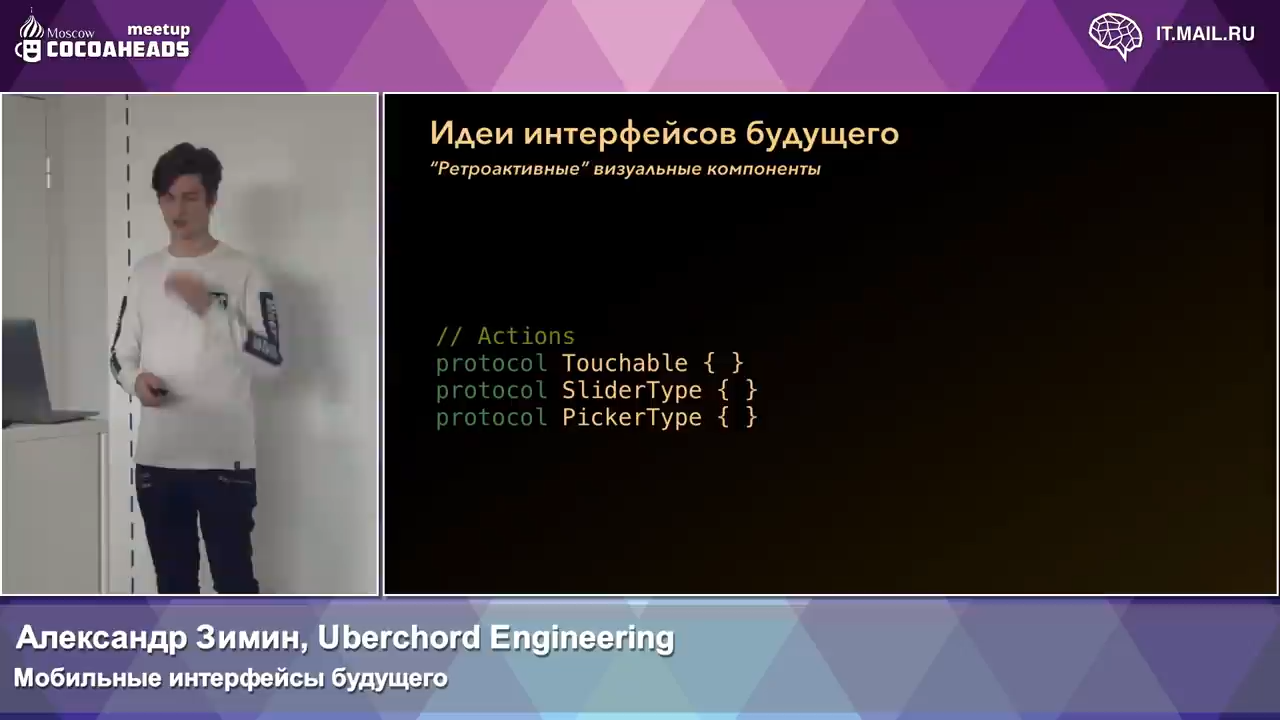 Moscow meetup
COCOAHEADS
IT.MAIL.RU
Идеи интерфейсов будущего
“Ретроактивные” визуальные компоненты
// Actions
protocol Touchable { }
protocol SliderType { }
protocol PickerType { }
Александр Зимин, Uberchord Engineering
Мобильные интерфейсы будущего